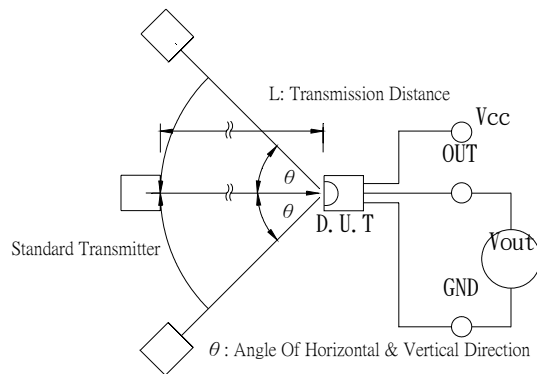 L: Transmission Distance
Vcc
OUT
θ
θ
D.U.T
Standard Transmitter
Vout
GND
θ : Angle Of Horizontal & Vertical Direction